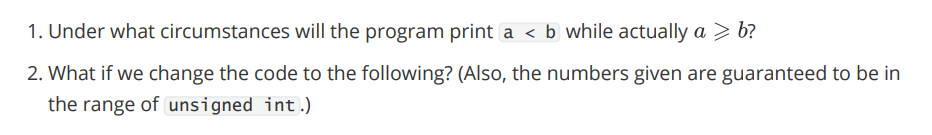 1. Under what circumstances will the program print a < b while actually a ⩾ b?
2. What if we change the code to the following? (Also, the numbers given are guaranteed to be in
the range of unsigned int.)